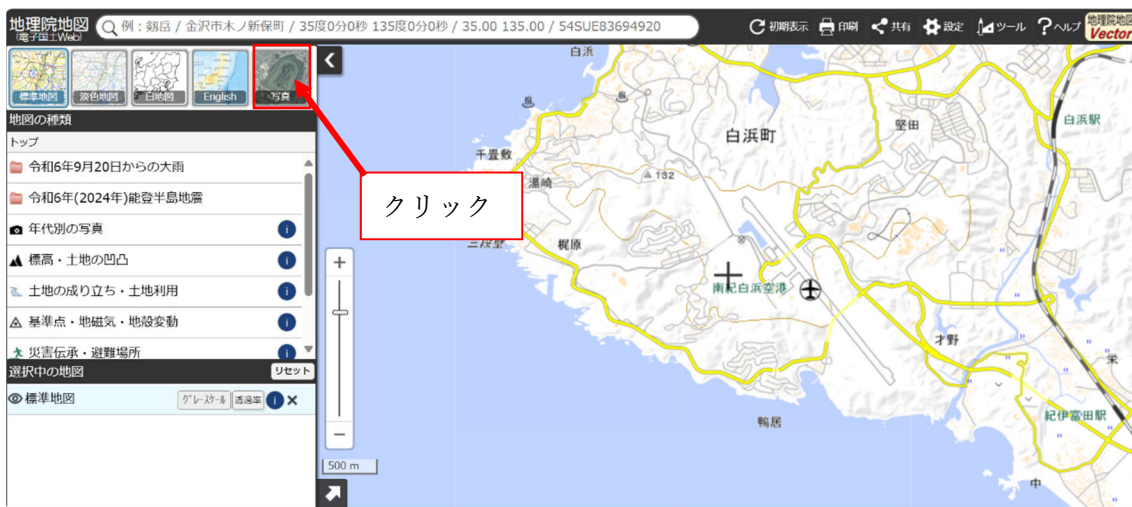 地理院地図
(電子国土Web)
例：剱岳 / 金沢市木ノ新保町 / 35度0分0秒 135度0分0秒 / 35.00 135.00 / 54SUE83694920
初期表示
印刷
共有
設定
ツール
ヘルプ
地理院地図
Vector
標準地図
淡色地図
白地図
English
写真
地図の種類
トップ
令和6年9月20日からの大雨
令和6年(2024年)能登半島地震
年代別の写真
標高・土地の凹凸
土地の成り立ち・土地利用
基準点・地磁気・地殻変動
災害伝承・避難場所
選択中の地図
リセット
標準地図
グレースケール
透過率
クリック
500 m
白浜
千畳敷
湯崎
三段壁
梶原
白浜町
132
堅田
白浜駅
南紀白浜空港
才野
栄
鴨居
紀伊富田駅
中